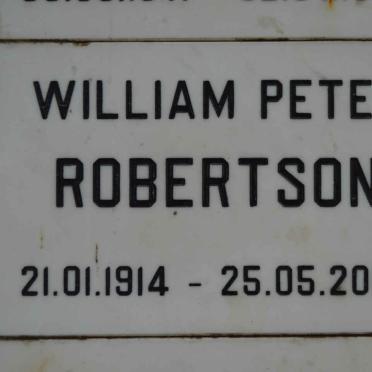 WILLIAM PETE
ROBERTSON
21.01.1914 - 25.05.20